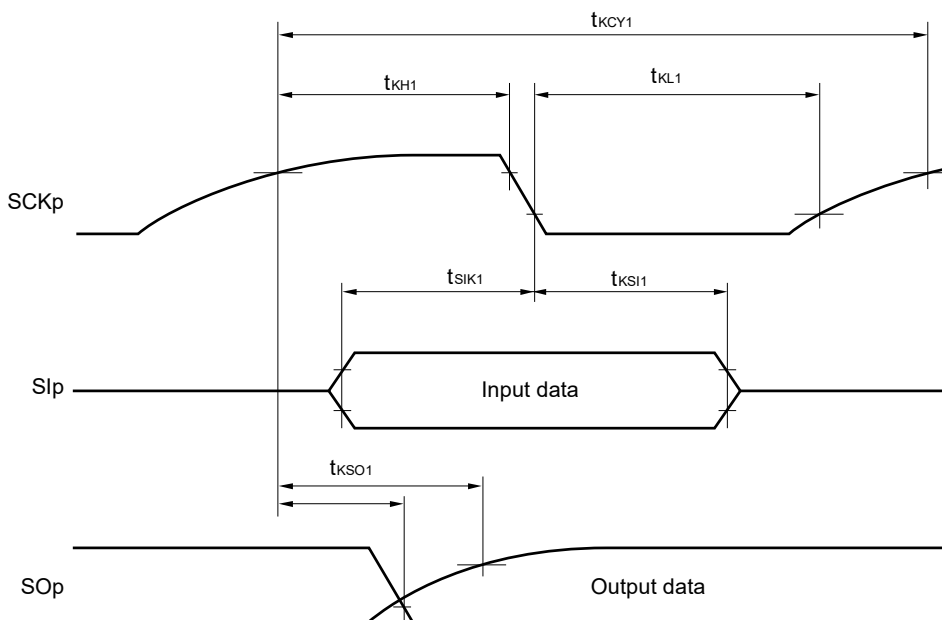 tKCY1
tKH1
tKL1
SCKp
tSIK1
tKSI1
SIp
Input data
tKSO1
SOp
Output data